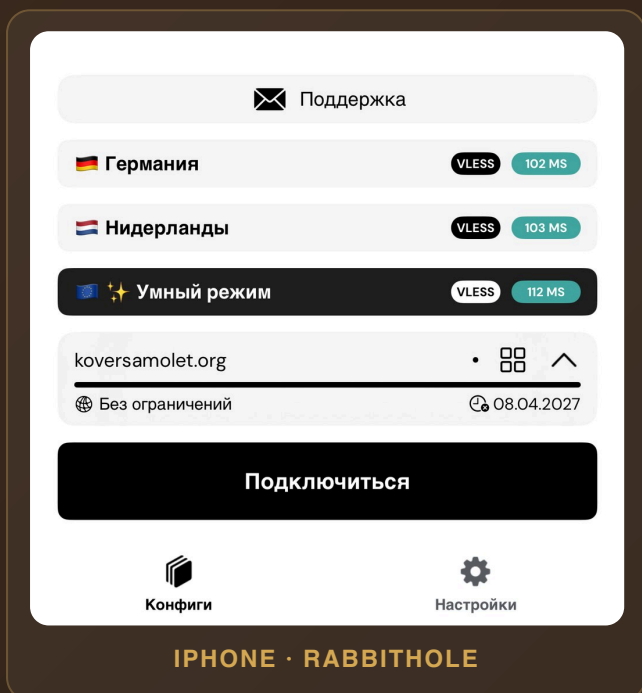 Поддержка
Германия VLESS 102 MS
Нидерланды VLESS 103 MS
Умный режим VLESS 112 MS
koversamolet.org
Без ограничений 08.04.2027
Подключиться
Конфиги Настройки
IPHONE · RABBITHOLE